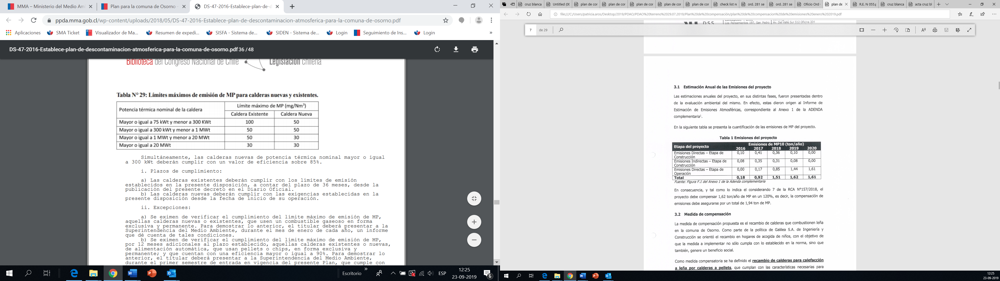 MMA – Ministerio del Medio Am
Plan para la comuna de Osorno -
DS-47-2016-Establece-plan-de-d
ppda.mma.gob.cl/wp-content/uploads/2018/05/DS-47-2016-Establece-plan-de-descontaminacion-atmosferica-para-la-comuna-de-osorno.pdf
Aplicaciones
SMA Ticket
Visualizador de Ma...
Resumen de expedi...
SISFA - Sistema de...
SIDEN - Sistema de...
Login
Seguimiento de Ins...
Login
»
DS-47-2016-Establece-plan-de-descontaminacion-atmosferica-para-la-comuna-de-osorno.pdf 36 / 48
Biblioteca del Congreso Nacional de Chile
Legislación chilena
Tabla N° 29: Límites máximos de emisión de MP para calderas nuevas y existentes.
Potencia térmica nominal de la caldera
Límite máximo de MP (mg/Nm³)
Caldera Existente Caldera Nueva
Mayor o igual a 75 kWt y menor a 300 KWt 100 50
Mayor o igual a 300 kWt y menor a 1 MWt 50 50
Mayor o igual a 1 MWt y menor a 20 MWt 50 30
Mayor o igual a 20 MWt 30 30
Simultáneamente, las calderas nuevas de potencia térmica nominal mayor o igual
a 300 kWt deberán cumplir con un valor de eficiencia sobre 85%.
i. Plazos de cumplimiento:
a) Las calderas existentes deberán cumplir con los límites de emisión
establecidos en la presente disposición, a contar del plazo de 36 meses, desde la
publicación del presente decreto en el Diario Oficial.
b) Las calderas nuevas deberán cumplir con las exigencias establecidas en la
presente disposición desde la fecha de inicio de su operación.
ii. Excepciones:
a) Se eximen de verificar el cumplimiento del límite máximo de emisión de MP,
aquellas calderas nuevas o existentes, que usen un combustible gaseoso en forma
exclusiva y permanente. Para demostrar lo anterior, el titular deberá presentar a la
Superintendencia del Medio Ambiente, durante el mes de enero de cada año, un informe
que dé cuenta de tales condiciones.
b) Se eximen de verificar el cumplimiento del límite máximo de emisión de MP,
por 12 meses adicionales al plazo establecido, aquellas calderas existentes o nuevas,
de alimentación automática, que usan pellets o chips, en forma exclusiva y
permanente; y que cuentan con una eficiencia mayor o igual a 90%. Para demostrar lo
anterior, el titular deberá presentar a la Superintendencia del Medio Ambiente,
durante el primer semestre de entrada en vigencia del presente Plan, que cumple con
Escritorio
»
ESP
12:25
23-09-2019
6
cruz blanca
Untitled (00
plan de cor
plan de cor
plan de cor
plan de cor
plan de cor
check list re
ord. 281 se
ord. 281 se
Oficio Ord
plan de
R.E. N 055.p
cruz blanca
acta cruz bl
file:///C:/Users/patricia.aros/Desktop/2019/PDAO/PDAO%20terreno%2029.07.2019/Plan%20de%20compensación/plan%20de%20compensacion%20de%20emisiones%20enero%202019.pdf
DSS
Los Pensamientos 197, San Pedro
Av. Del Valle Sur 512 Oficina 304
7 de 29
3.1 Estimación Anual de las Emisiones del proyecto
Las estimaciones anuales del proyecto, en sus distintas fases, fueron presentadas dentro
de la evaluación ambiental del mismo. En efecto, estas dieron origen al Informe de
Estimación de Emisiones Atmosféricas, correspondiente al Anexo 1 de la ADENDA
complementaria¹.
En la siguiente tabla se presenta la cuantificación de las emisiones de MP del proyecto.
Tabla 1 Emisiones del proyecto
Etapa del proyecto
Emisiones de MP10 (ton/año)
2016 2017 2018 2019 2020
Emisiones Directas – Etapa de
Construcción
0,10 0,41 0,36 0,10 0,00
Emisiones Indirectas – Etapa de
Construcción
0,08 0,35 0,31 0,08 0,00
Emisiones Directas – Etapa de
Operación
0,00 0,17 0,85 1,44 1,61
Total 0,18 0,92 1,51 1,62 1,61
Fuente: Figura F.1 del Anexo 1 de la Adenda complementaria
En consecuencia, y tal como lo indica el considerando 7 de la RCA N°157/2018, el
proyecto debe compensar 1,62 ton/año de MP en un 120%, es decir, la compensación de
emisiones debe asegurarse por un total de 1,94 ton de MP.
3.2 Medida de compensación
La medida de compensación propuesta es el recambio de calderas que combustionen leña
en la comuna de Osorno. Como parte de la política de Galilea S.A. de Ingeniería y
Construcción se orientó el recambio en hogares de acogida de niños, con el objetivo de
que la medida a implementar no sólo cumpla con lo establecido en la norma, sino que
también, genere un beneficio social.
Como medida compensatoria se ha definido el recambio de calderas para calefacción
a leña por calderas a pellets, que cumplan con las características necesarias para
12:25
23-09-2019